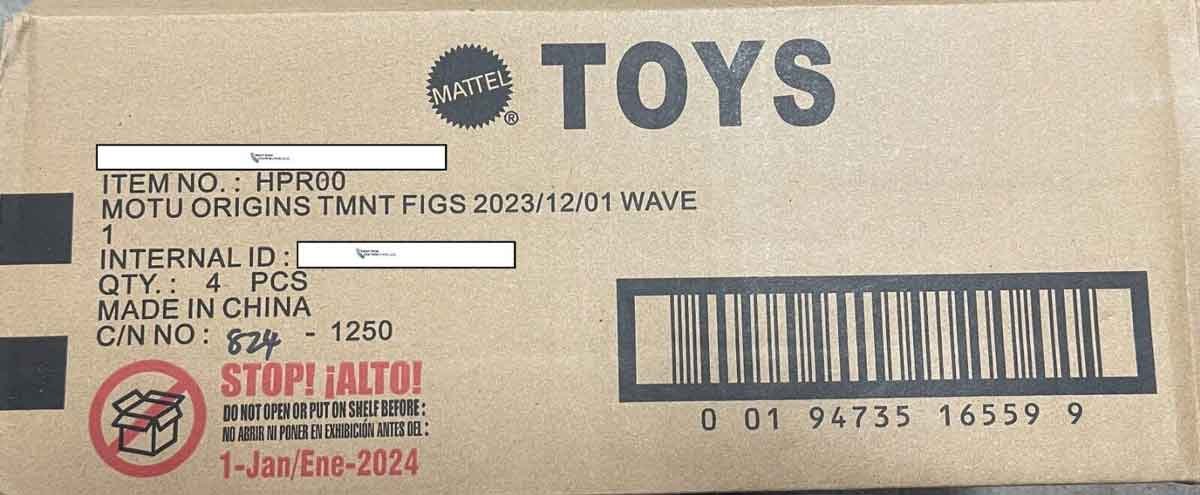 MATTEL ® TOYS
ITEM NO. : HPR00
MOTU ORIGINS TMNT FIGS 2023/12/01 WAVE
1
INTERNAL ID :
QTY. : 4 PCS
MADE IN CHINA
C/N NO : 824 - 1250
STOP! ¡ALTO!
DO NOT OPEN OR PUT ON SHELF BEFORE :
NO ABRIR NI PONER EN EXHIBICIÓN ANTES DEL :
1-Jan/Ene-2024
0 01 94735 16559 9